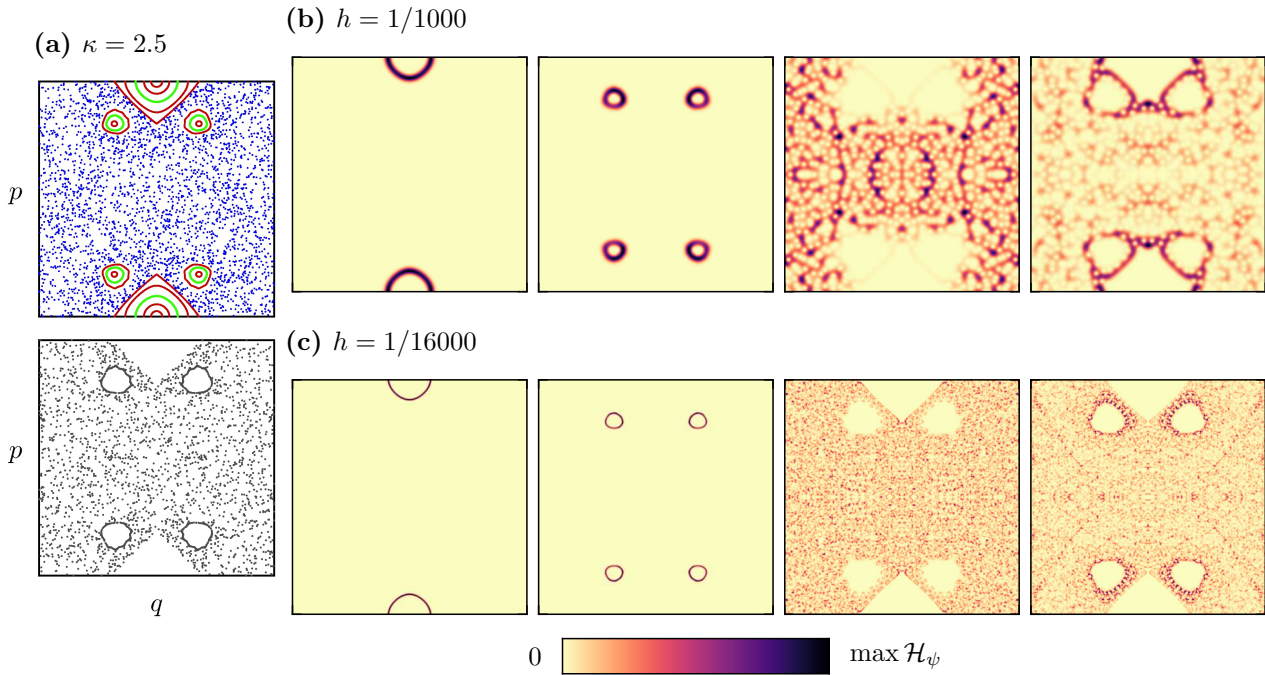 (a) κ = 2.5
p
p
q
(b) h = 1/1000
(c) h = 1/16000
0
max ℋ_ψ